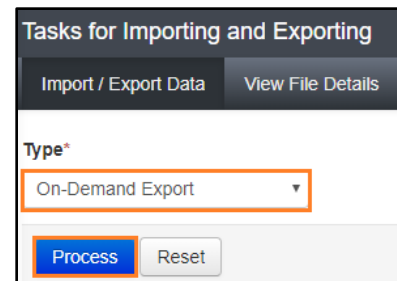 Tasks for Importing and Exporting
Import / Export Data View File Details
Type*
On-Demand Export
Process Reset